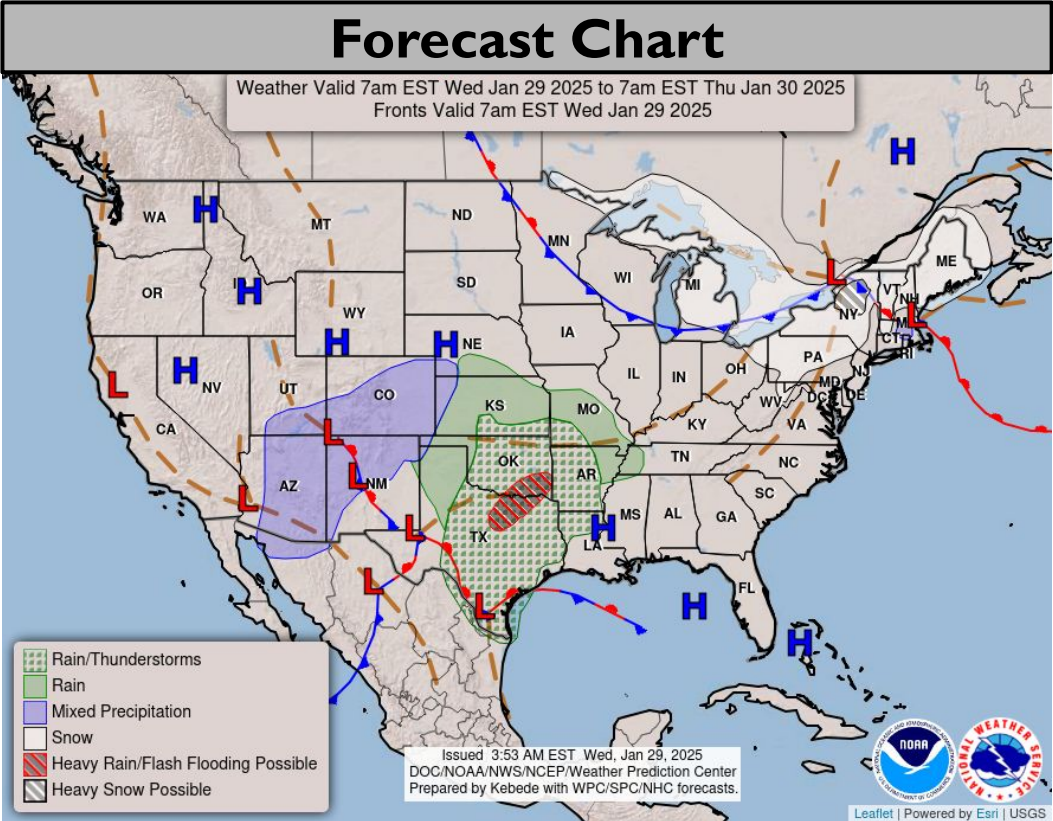 Forecast Chart
Weather Valid 7am EST Wed Jan 29 2025 to 7am EST Thu Jan 30 2025
Fronts Valid 7am EST Wed Jan 29 2025
H
WA
H
MT
ND
MN
ME
OR
H
SD
WI
MI
L
VT
NH
WY
NY
L
H
H
NE
IA
CT
RI
L
H
NV
UT
CO
IL
IN
OH
PA
NJ
MD
DE
DC
CA
KS
MO
WV
VA
L
KY
L
NM
AZ
OK
AR
TN
NC
L
SC
L
TX
H
LA
MS
AL
GA
L
L
FL
H
H
Rain/Thunderstorms
Rain
Mixed Precipitation
Snow
Heavy Rain/Flash Flooding Possible
Heavy Snow Possible
Issued 3:53 AM EST Wed, Jan 29, 2025
DOC/NOAA/NWS/NCEP/Weather Prediction Center
Prepared by Kebede with WPC/SPC/NHC forecasts.
NOAA
NATIONAL WEATHER SERVICE
Leaflet | Powered by Esri | USGS